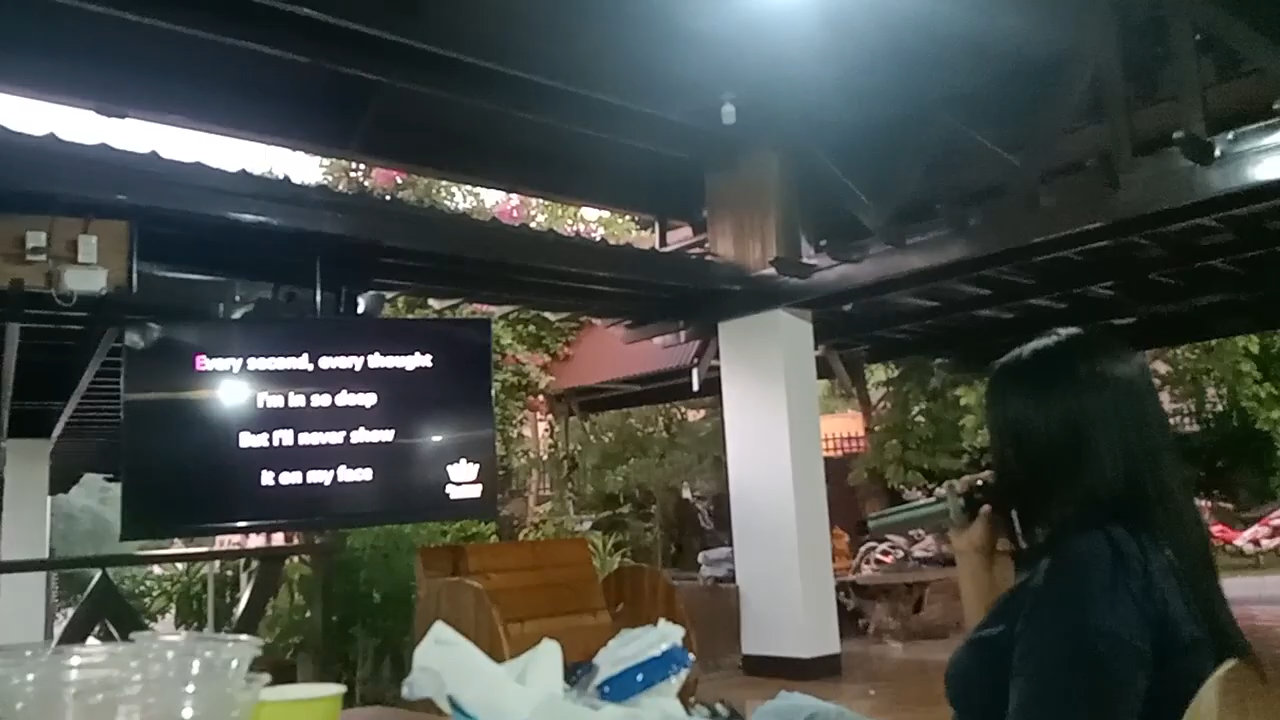 Every second, every thought
I'm in so deep
But I'll never show
It on my face